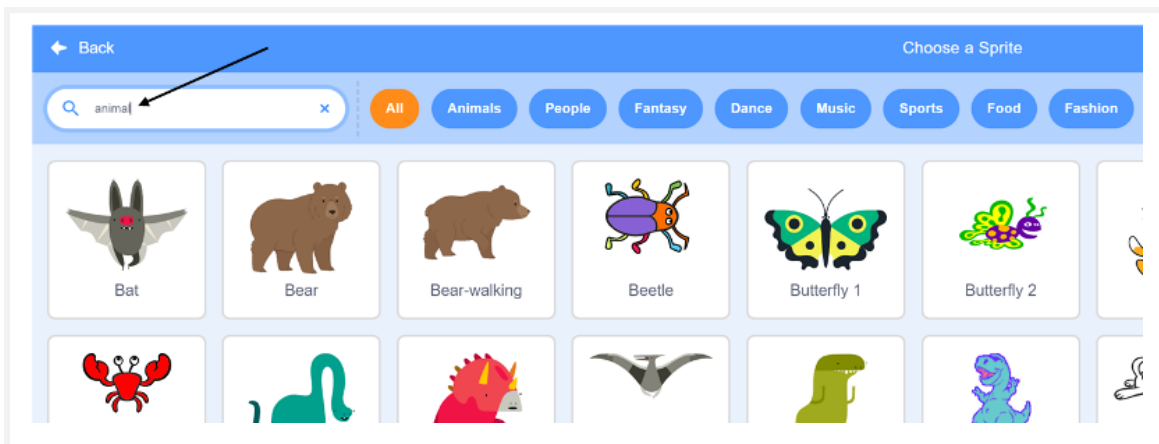 Back
Choose a Sprite
animal
×
All
Animals
People
Fantasy
Dance
Music
Sports
Food
Fashion
Bat
Bear
Bear-walking
Beetle
Butterfly 1
Butterfly 2